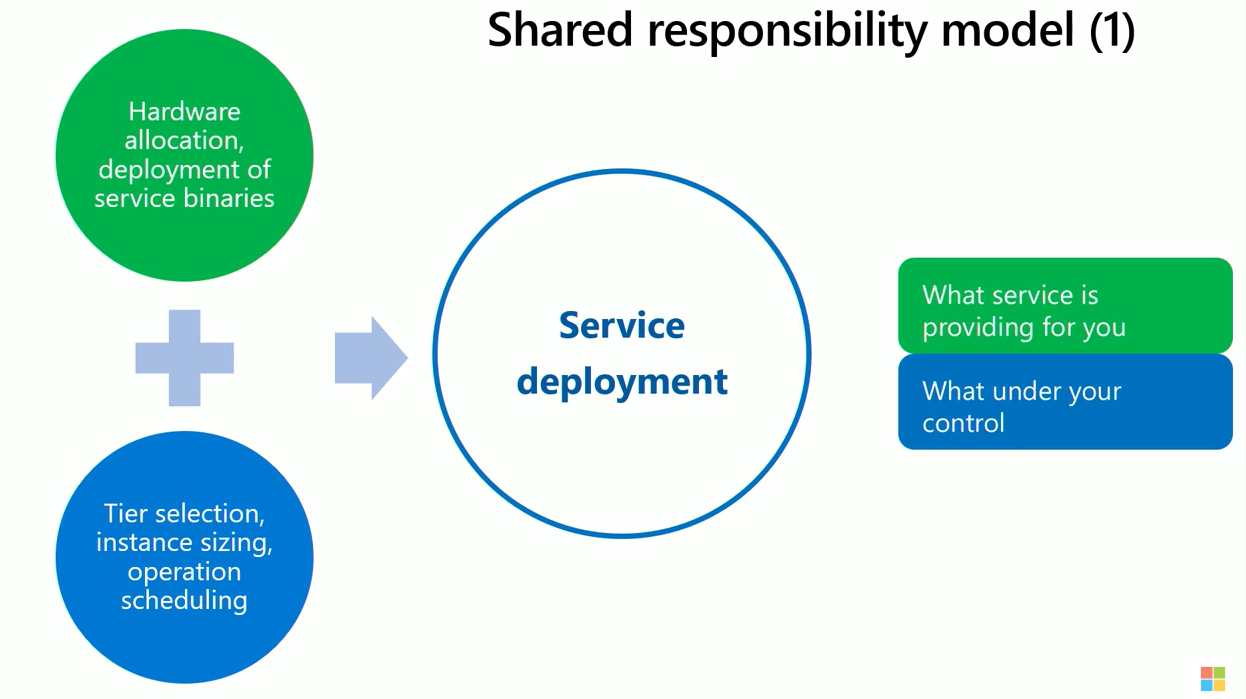 Shared responsibility model (1)
Hardware
allocation,
deployment of
service binaries
Tier selection,
instance sizing,
operation
scheduling
Service
deployment
What service is
providing for you
What under your
control